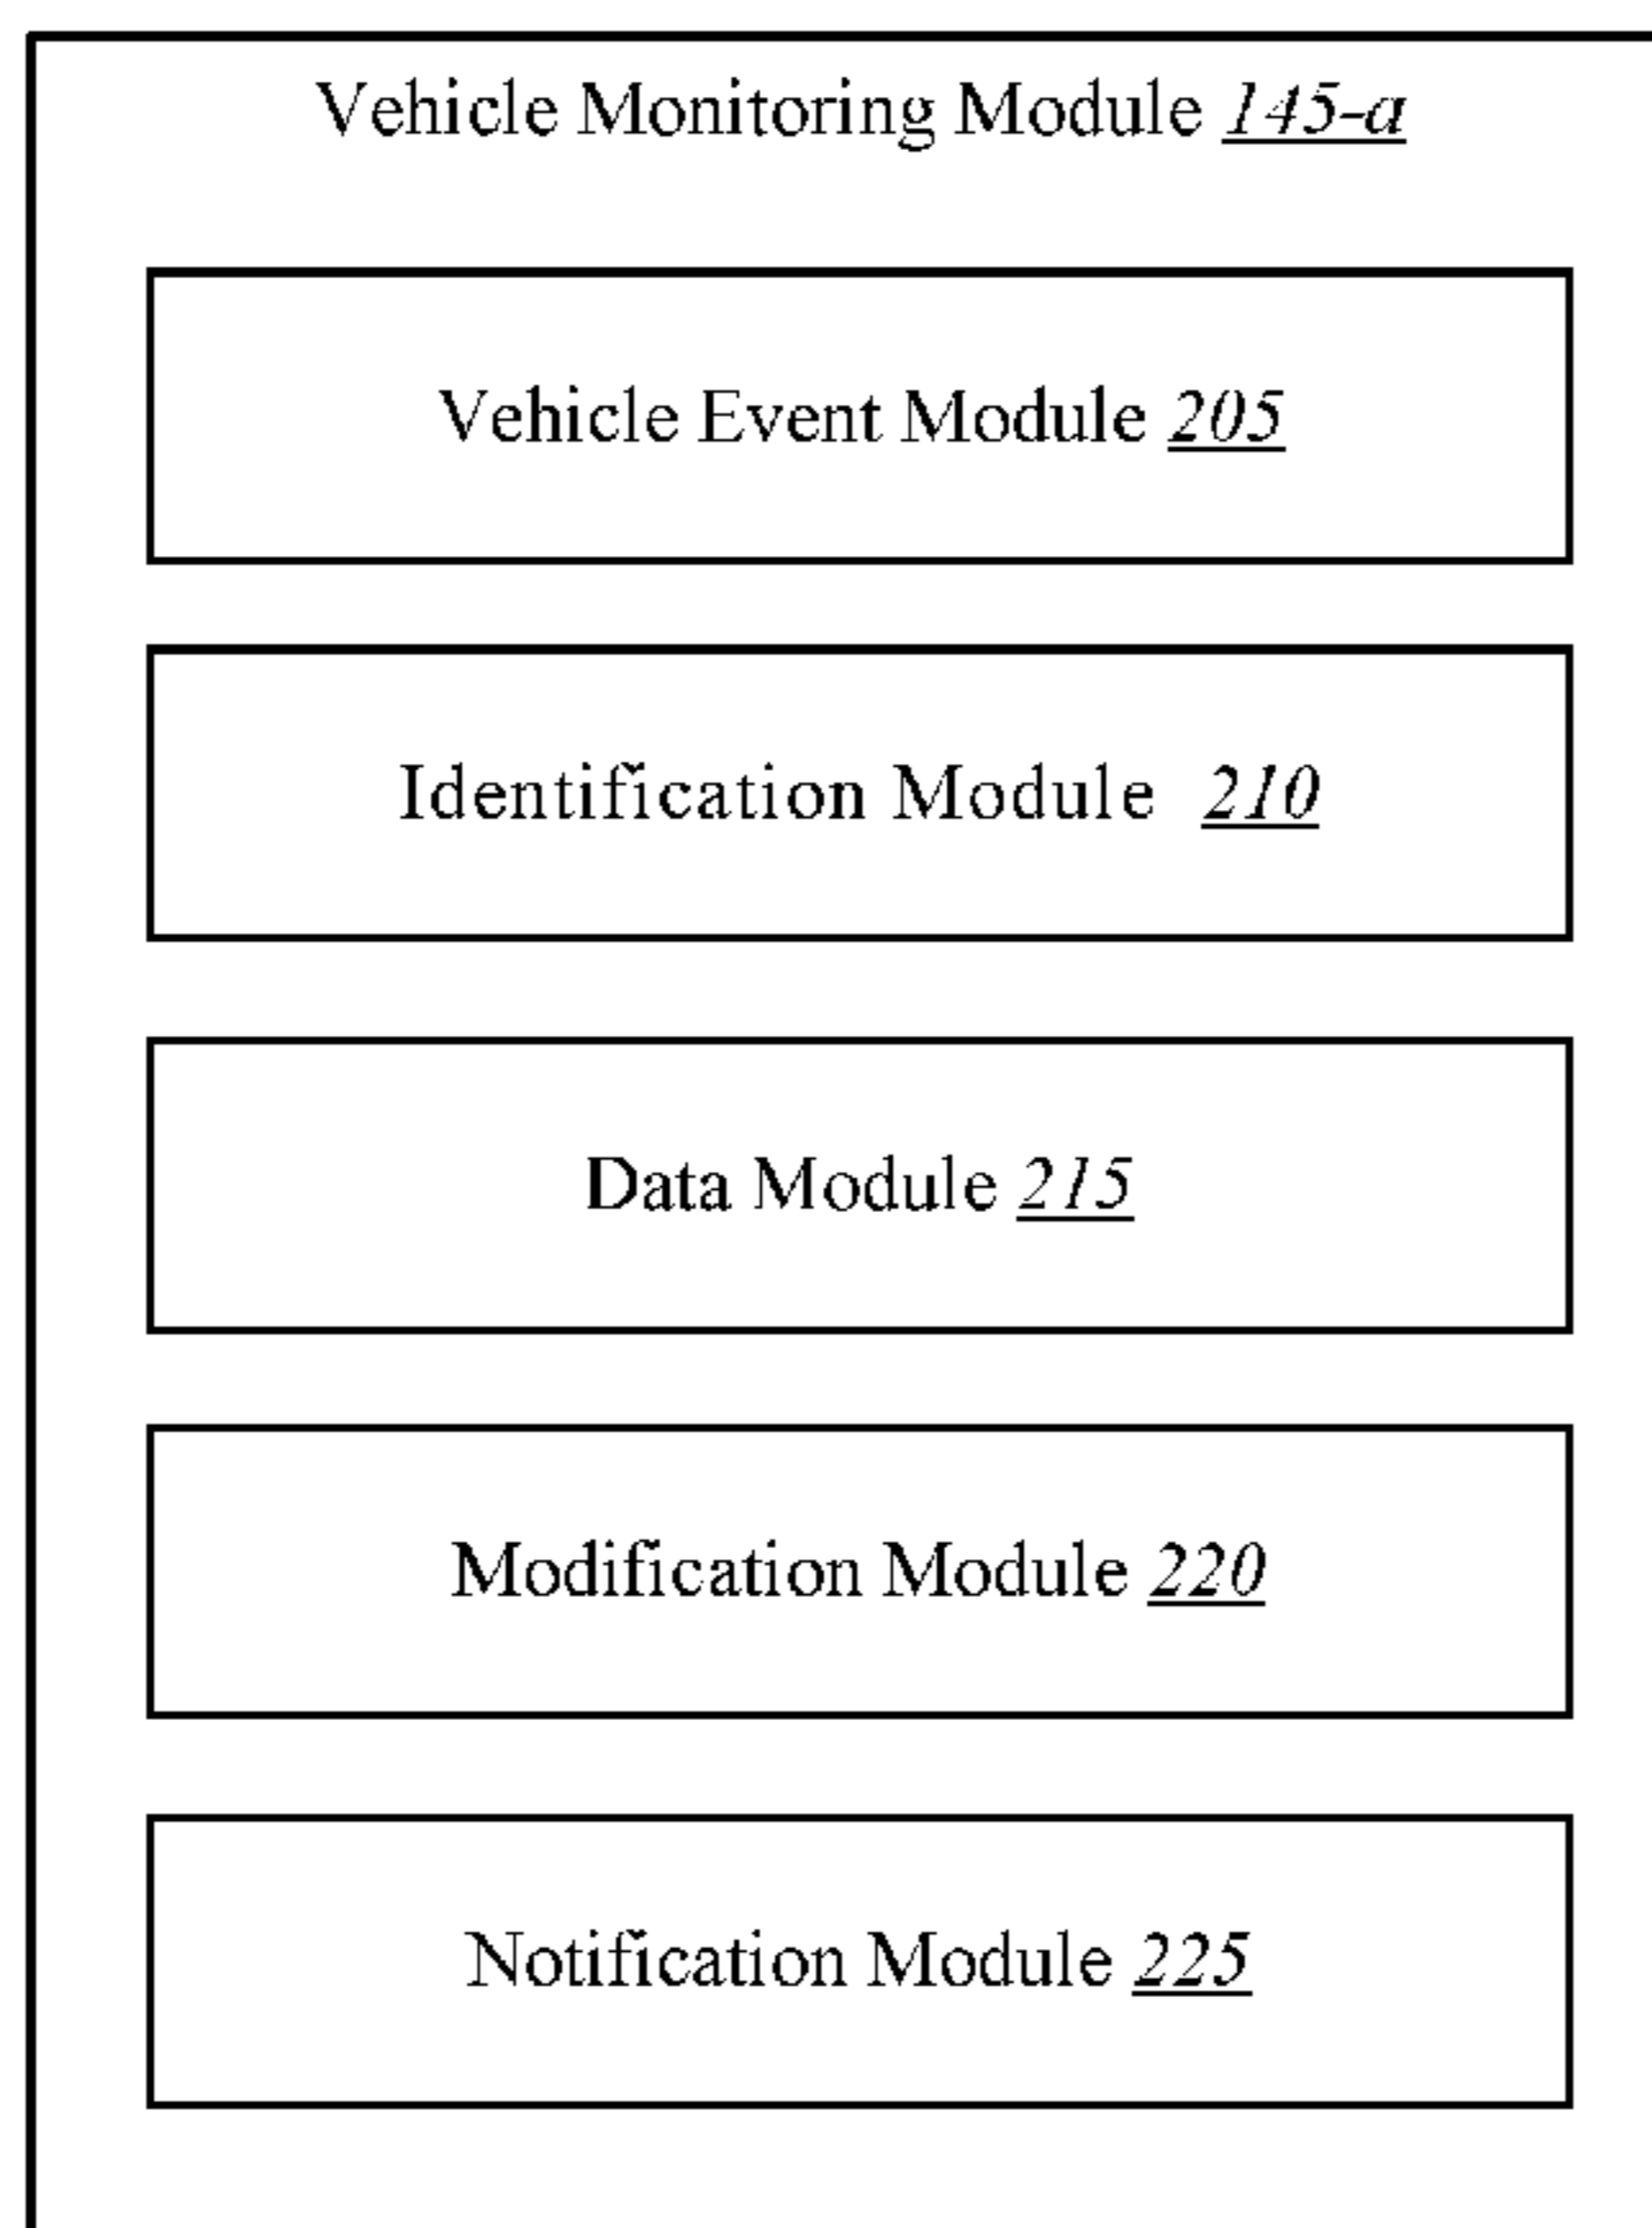 Vehicle Monitoring Module 145-a
Vehicle Event Module 205
Identification Module 210
Data Module 215
Modification Module 220
Notification Module 225